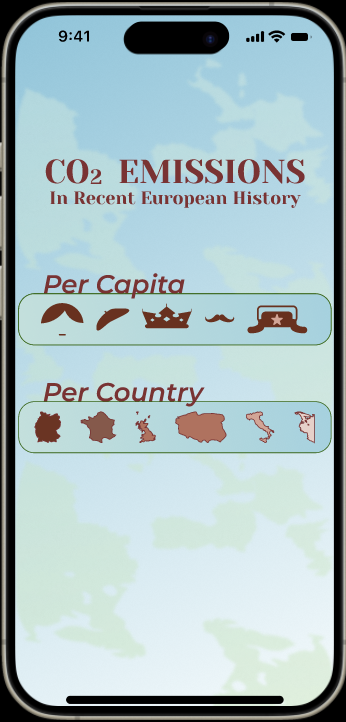 9:41
CO₂ EMISSIONS
In Recent European History
Per Capita
Per Country